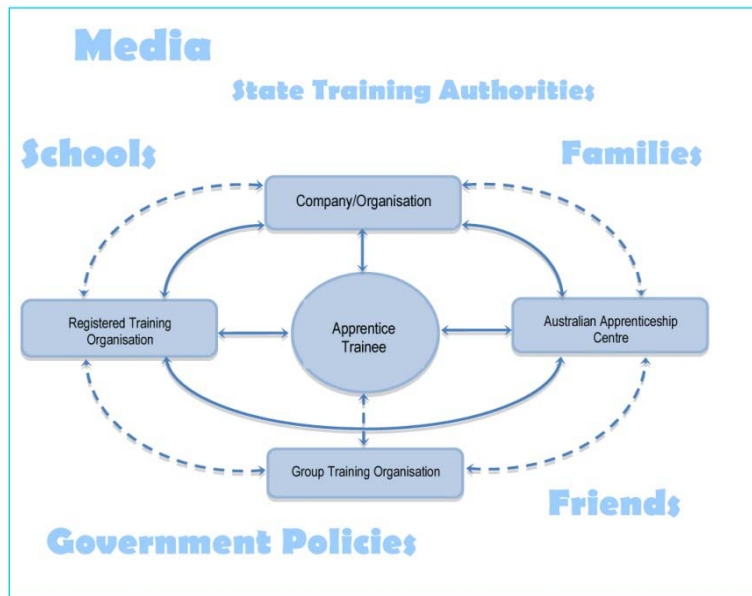 Media
State Training Authorities
Schools
Families
Company/Organisation
Registered Training
Organisation
Apprentice
Trainee
Australian Apprenticeship
Centre
Group Training Organisation
Friends
Government Policies